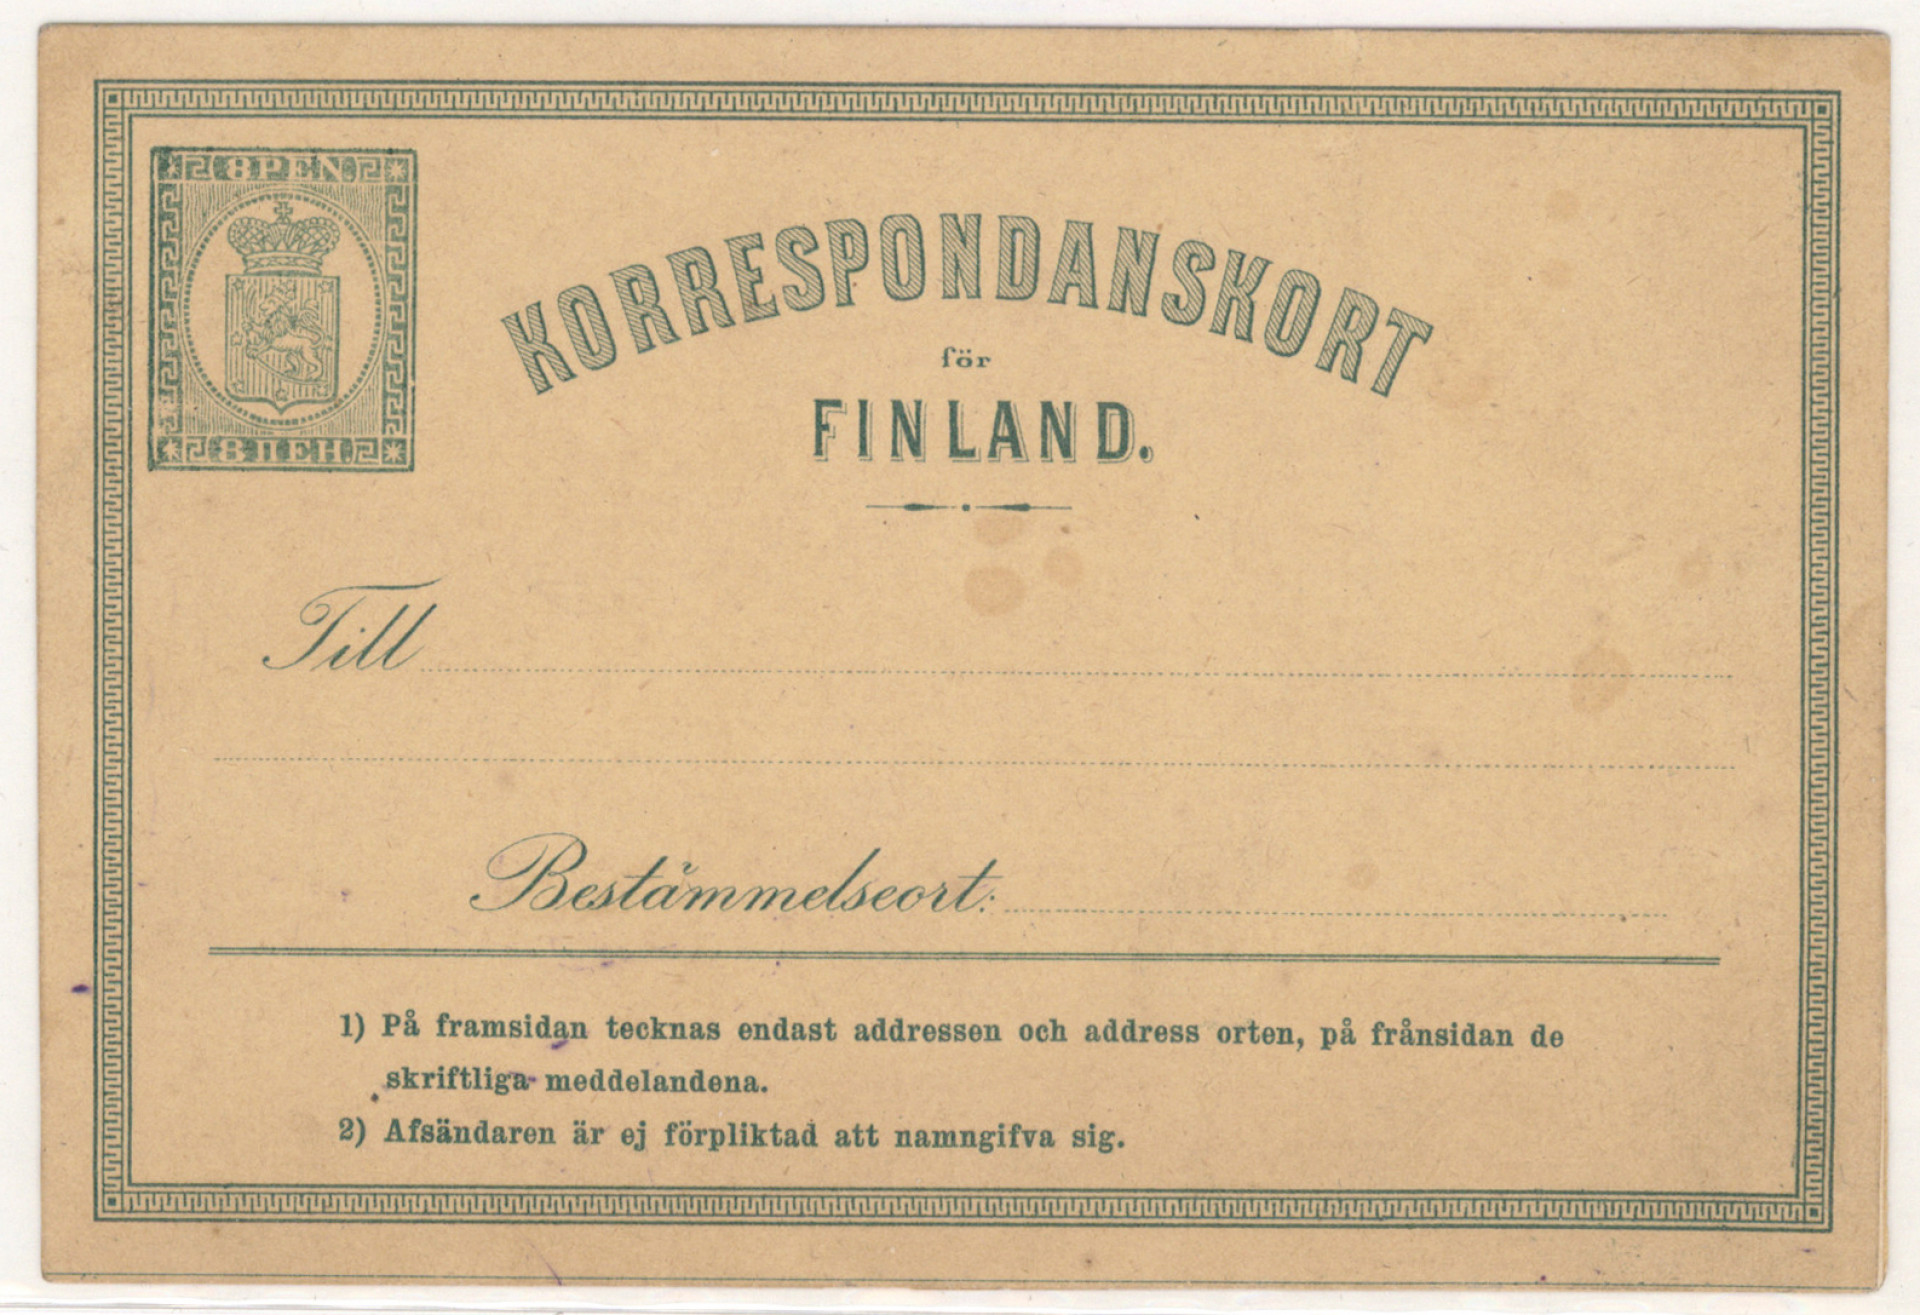 8 PEN.
8 ПЕН.
KORRESPONDANSKORT
för
FINLAND.
Till
Bestämmelseort:
1) På framsidan tecknas endast addressen och address orten, på frånsidan de
skriftliga meddelandena.
2) Afsändaren är ej förpliktad att namngifva sig.